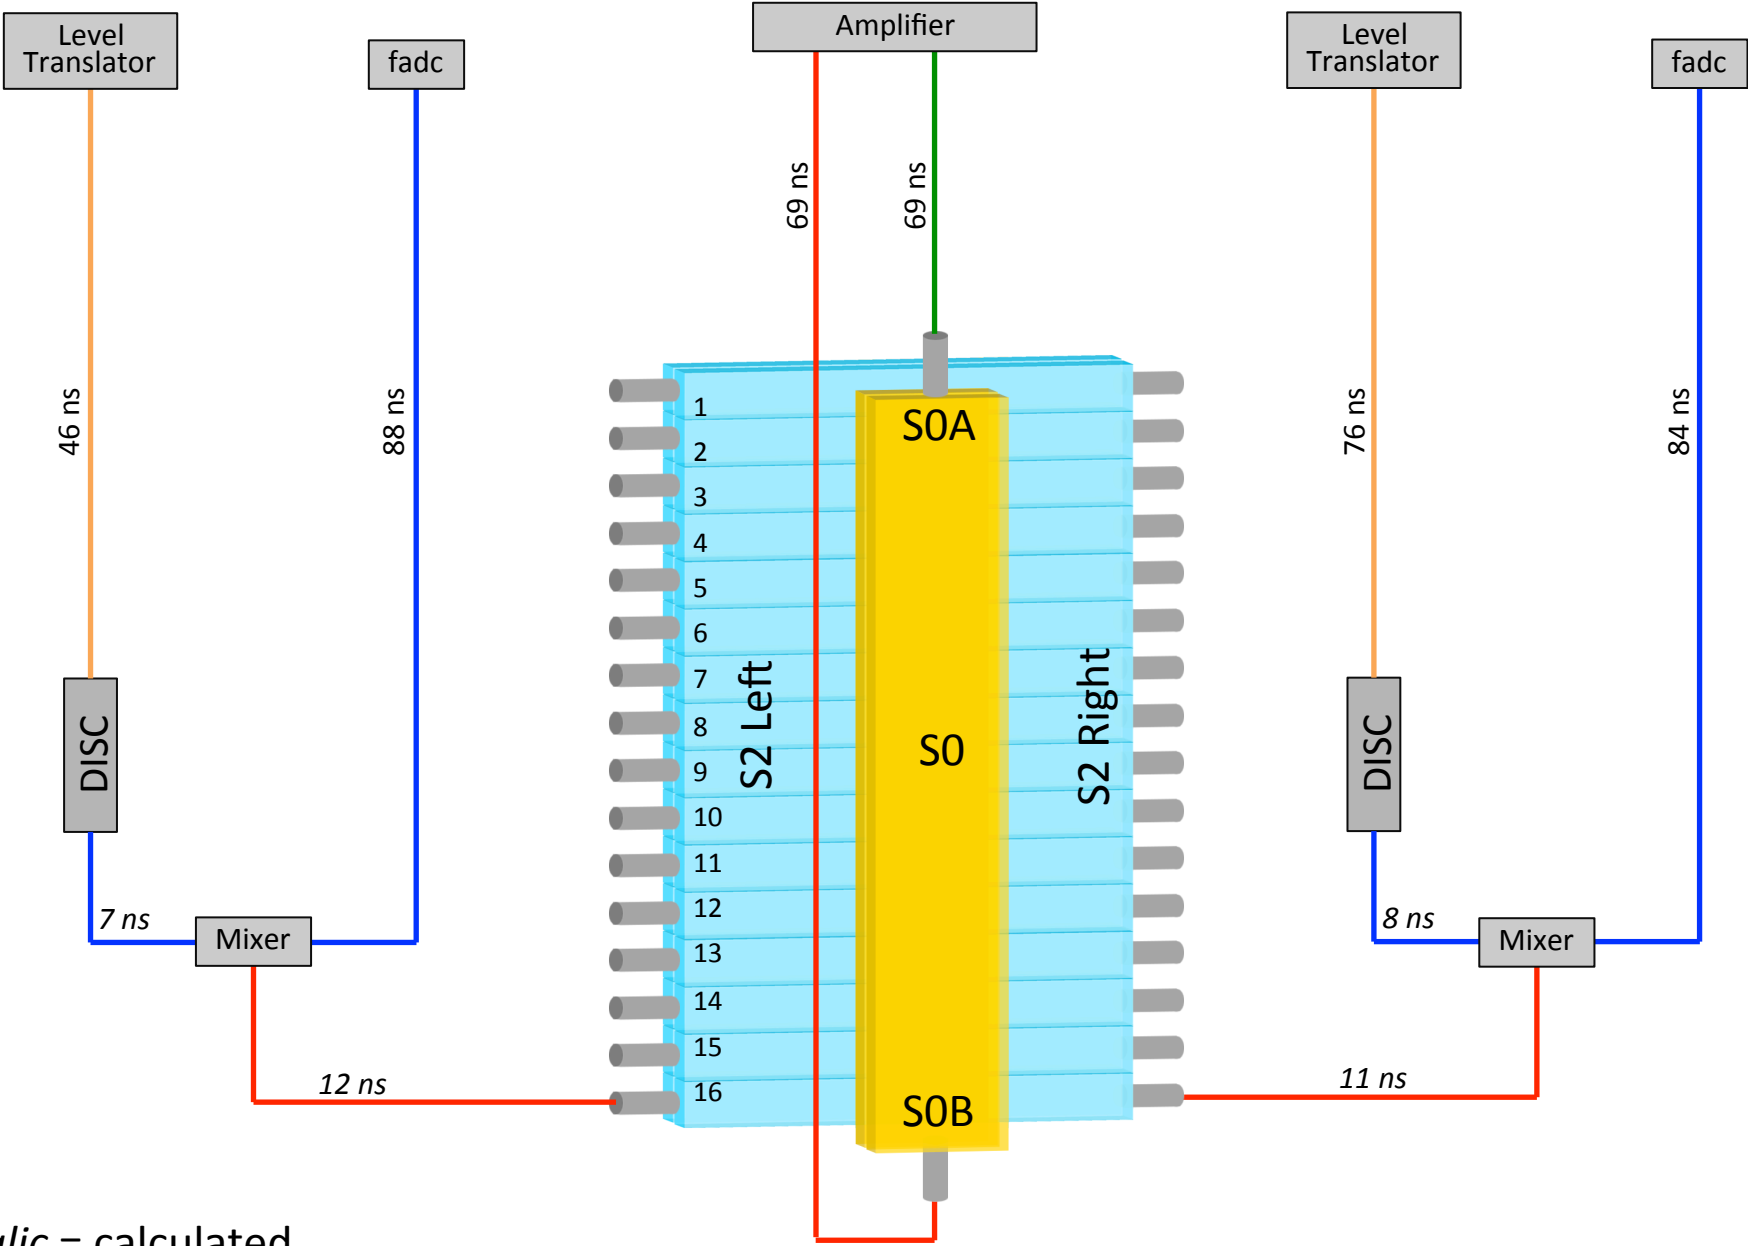 Level
Translator
fadc
Amplifier
Level
Translator
fadc
69 ns
69 ns
46 ns
88 ns
76 ns
84 ns
S0A
1
2
3
4
5
6
7
8
9
10
11
12
13
14
15
16
S2 Left
S0
S2 Right
DISC
DISC
7 ns
Mixer
8 ns
Mixer
12 ns
11 ns
S0B
= calculated